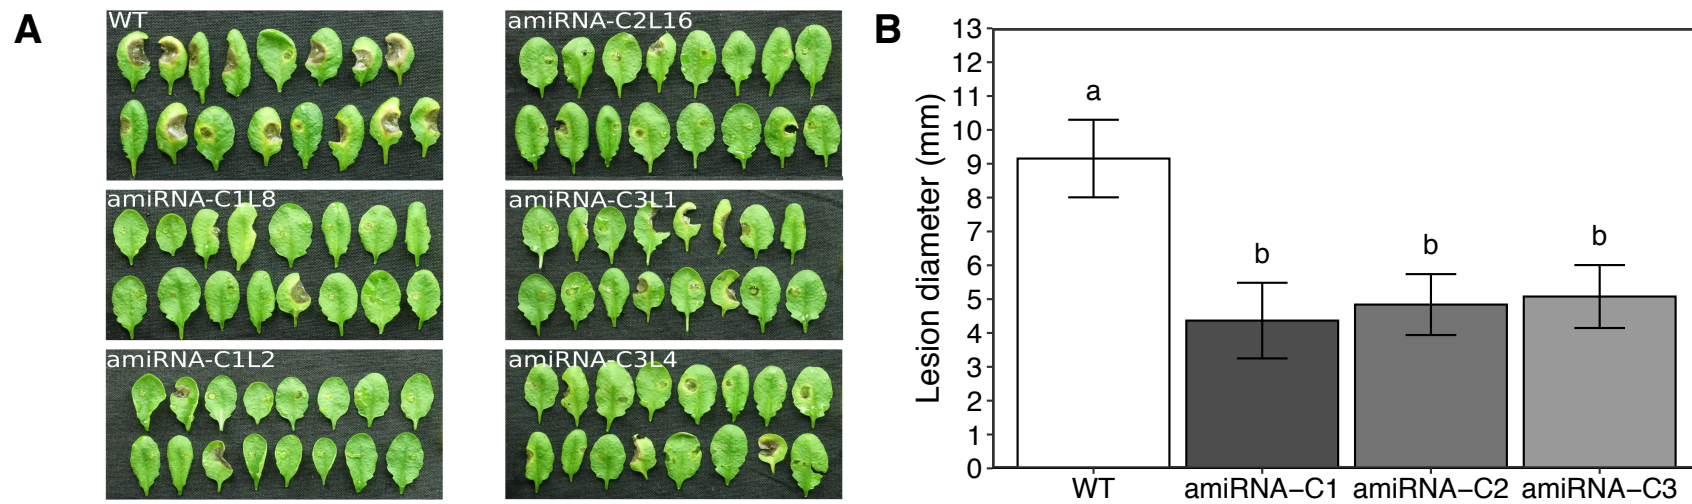 A
WT
amiRNA-C2L16
amiRNA-C1L8
amiRNA-C3L1
amiRNA-C1L2
amiRNA-C3L4
B
Lesion diameter (mm)
13
12
11
10
9
8
7
6
5
4
3
2
1
0
a
b
b
b
WT
amiRNA−C1
amiRNA−C2
amiRNA−C3